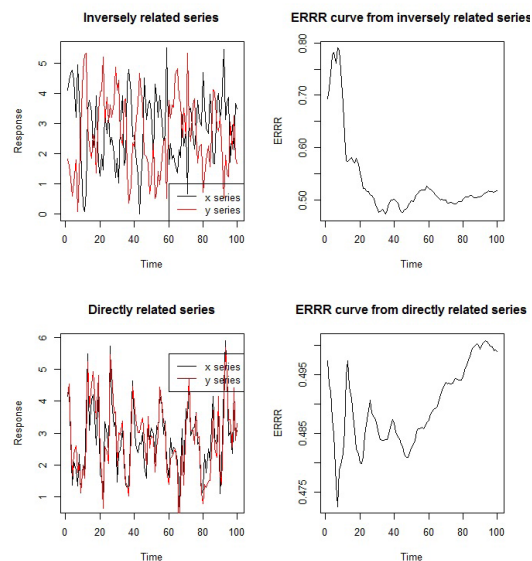 Inversely related series
Response
5
4
3
2
1
0
x series
y series
0 20 40 60 80 100
Time
ERRR curve from inversely related series
ERRR
0.80
0.70
0.60
0.50
0 20 40 60 80 100
Time
Directly related series
Response
6
5
4
3
2
1
x series
y series
0 20 40 60 80 100
Time
ERRR curve from directly related series
ERRR
0.495
0.485
0.475
0 20 40 60 80 100
Time